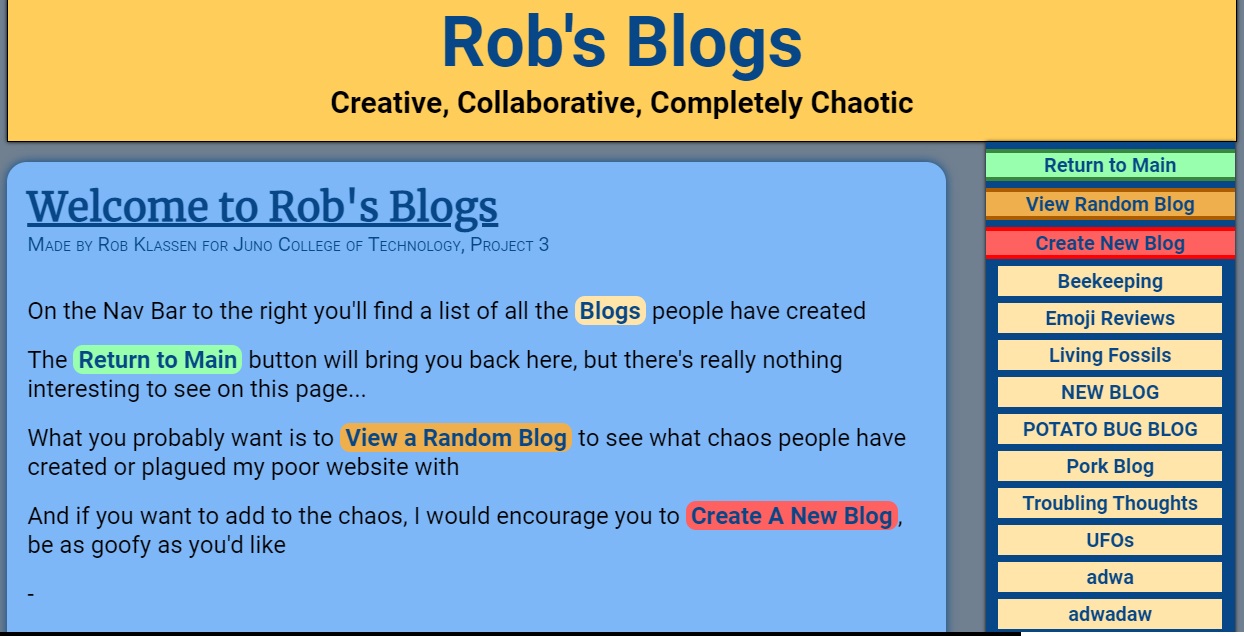 Rob's Blogs
Creative, Collaborative, Completely Chaotic
Welcome to Rob's Blogs
Made by Rob Klassen for Juno College of Technology, Project 3
On the Nav Bar to the right you'll find a list of all the Blogs people have created
The Return to Main button will bring you back here, but there's really nothing
interesting to see on this page...
What you probably want is to View a Random Blog to see what chaos people have
created or plagued my poor website with
And if you want to add to the chaos, I would encourage you to Create A New Blog,
be as goofy as you'd like
-
Return to Main
View Random Blog
Create New Blog
Beekeeping
Emoji Reviews
Living Fossils
NEW BLOG
POTATO BUG BLOG
Pork Blog
Troubling Thoughts
UFOs
adwa
adwadaw